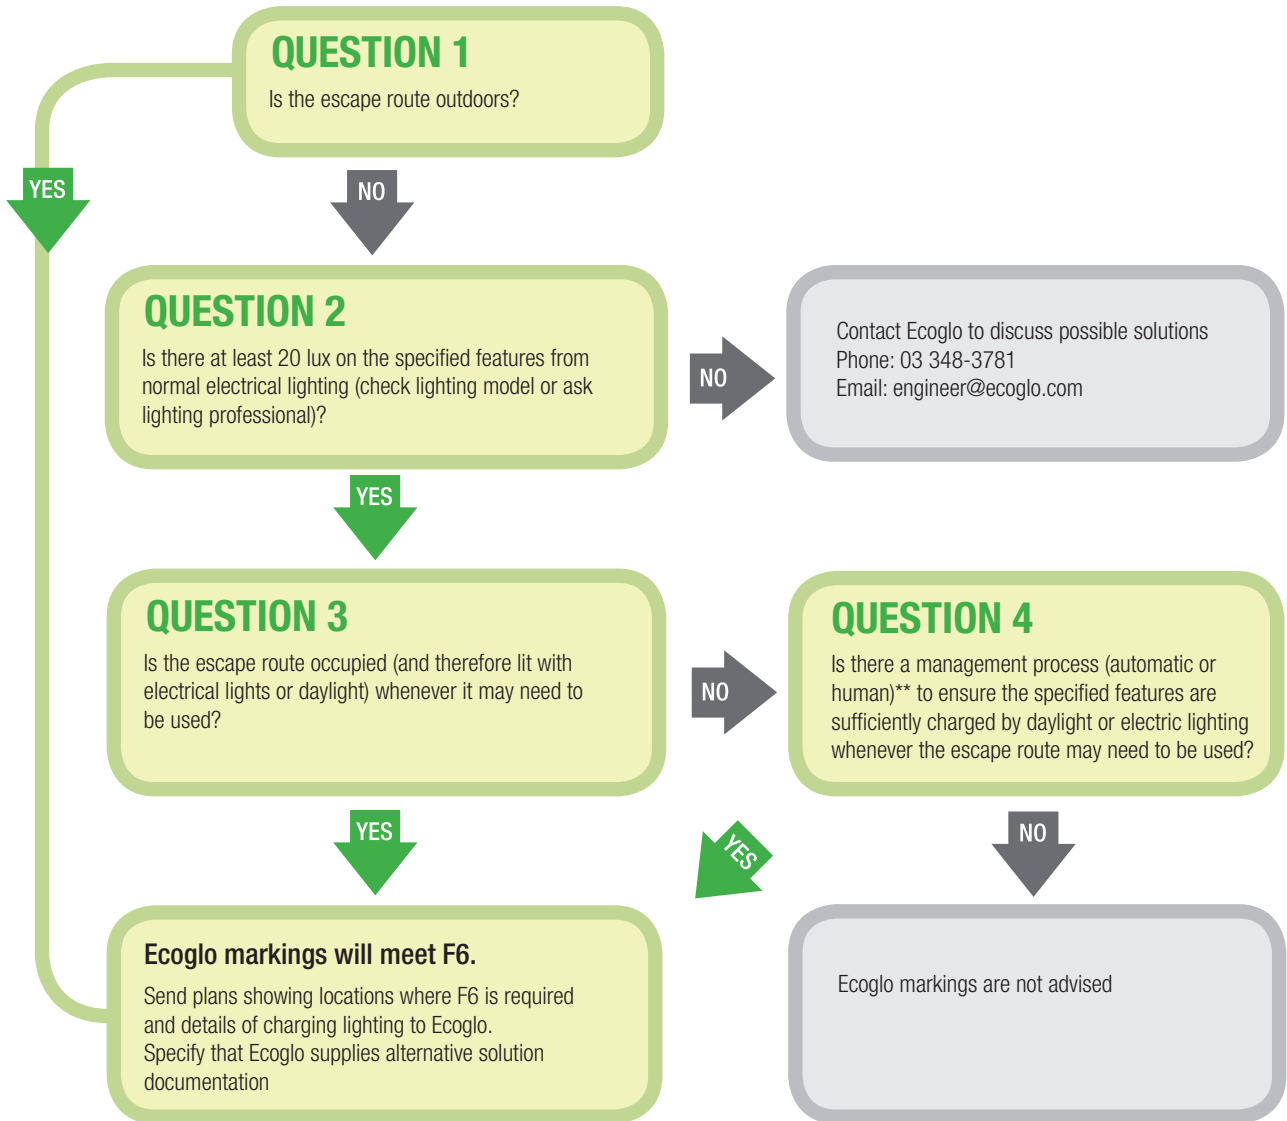 QUESTION 1
Is the escape route outdoors?
YES
NO
QUESTION 2
Is there at least 20 lux on the specified features from
normal electrical lighting (check lighting model or ask
lighting professional)?
NO
Contact Ecoglo to discuss possible solutions
Phone: 03 348-3781
Email: engineer@ecoglo.com
YES
QUESTION 3
Is the escape route occupied (and therefore lit with
electrical lights or daylight) whenever it may need to
be used?
NO
QUESTION 4
Is there a management process (automatic or
human)** to ensure the specified features are
sufficiently charged by daylight or electric lighting
whenever the escape route may need to be used?
YES
YES
NO
Ecoglo markings will meet F6.
Send plans showing locations where F6 is required
and details of charging lighting to Ecoglo.
Specify that Ecoglo supplies alternative solution
documentation
Ecoglo markings are not advised